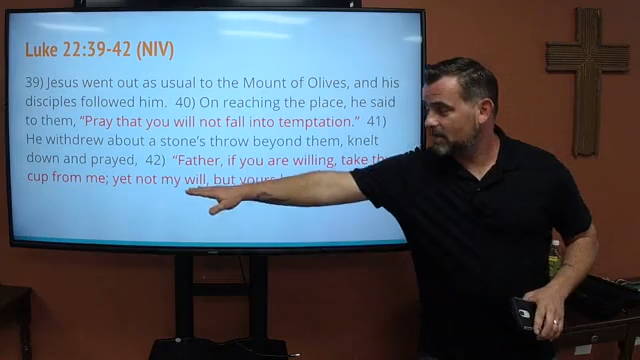 Luke 22:39-42 (NIV)
39) Jesus went out as usual to the Mount of Olives, and his
disciples followed him. 40) On reaching the place, he said
to them, “Pray that you will not fall into temptation.” 41)
He withdrew about a stone’s throw beyond them, knelt
down and prayed, 42) “Father, if you are willing, take
cup from me; yet not my will, but yours